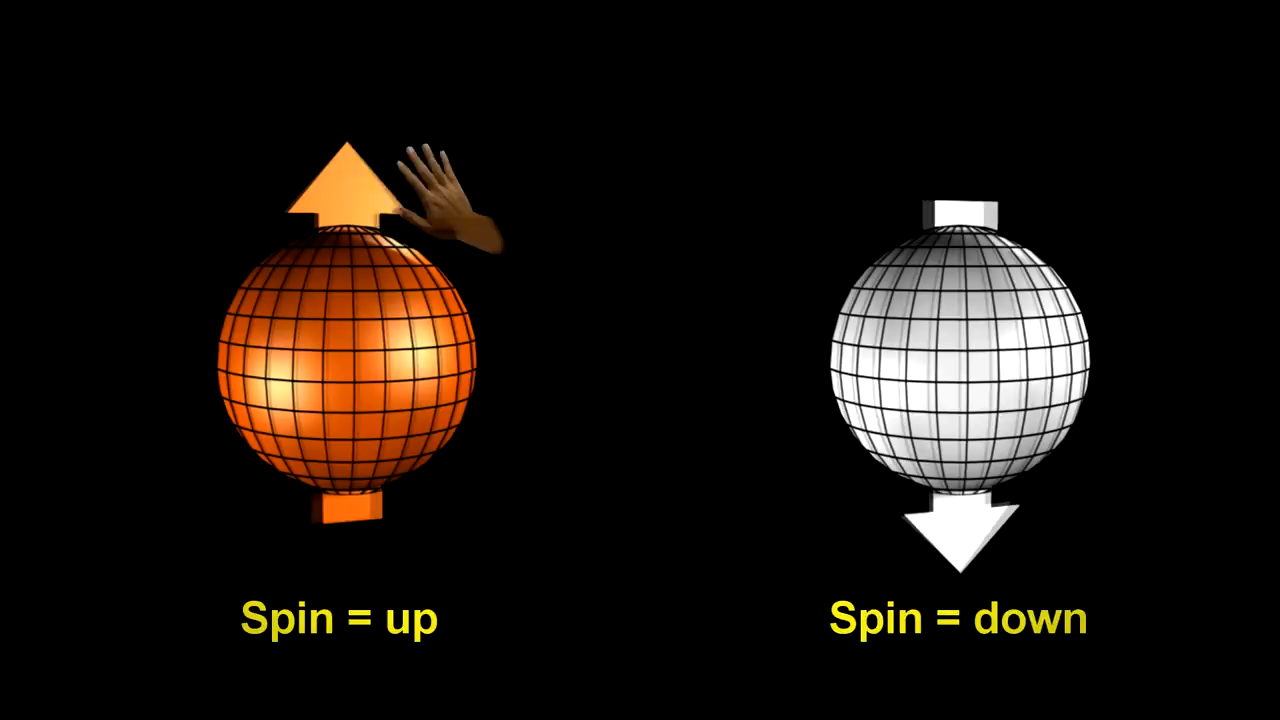 Spin = up
Spin = down